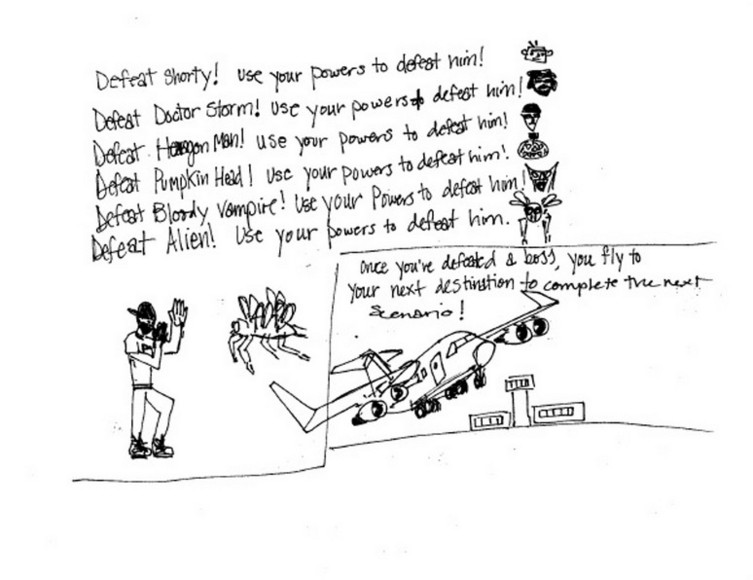 Defeat Shorty! Use your powers to defeat him!
Defeat Doctor Storm! Use your powers to defeat him!
Defeat Hexagon Man! Use your powers to defeat him!
Defeat Pumpkin Head! Use your powers to defeat him!
Defeat Bloody Vampire! Use your Powers to defeat him!
Defeat Alien! Use your powers to defeat him.
Once you've defeated a boss, you fly to
your next destination to complete the next
scenario!